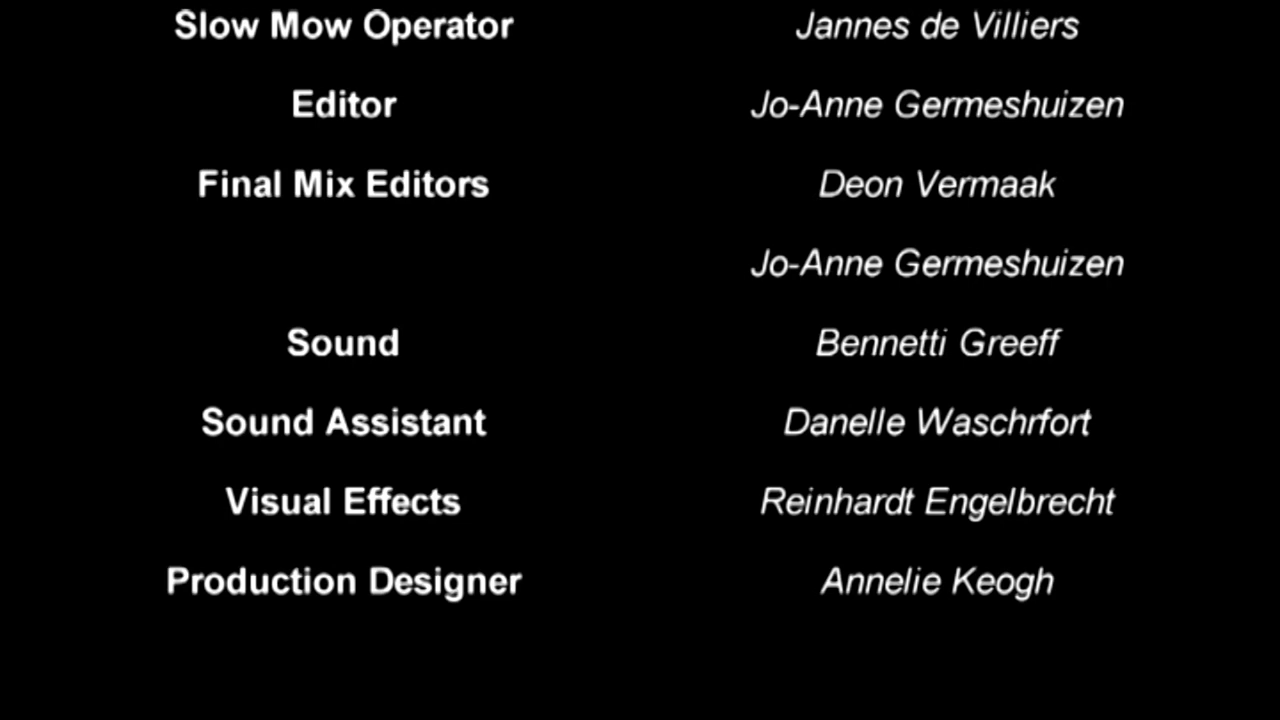 Slow Mow Operator Jannes de Villiers
Editor Jo-Anne Germeshuizen
Final Mix Editors Deon Vermaak
Jo-Anne Germeshuizen
Sound Bennetti Greeff
Sound Assistant Danelle Waschrfort
Visual Effects Reinhardt Engelbrecht
Production Designer Annelie Keogh